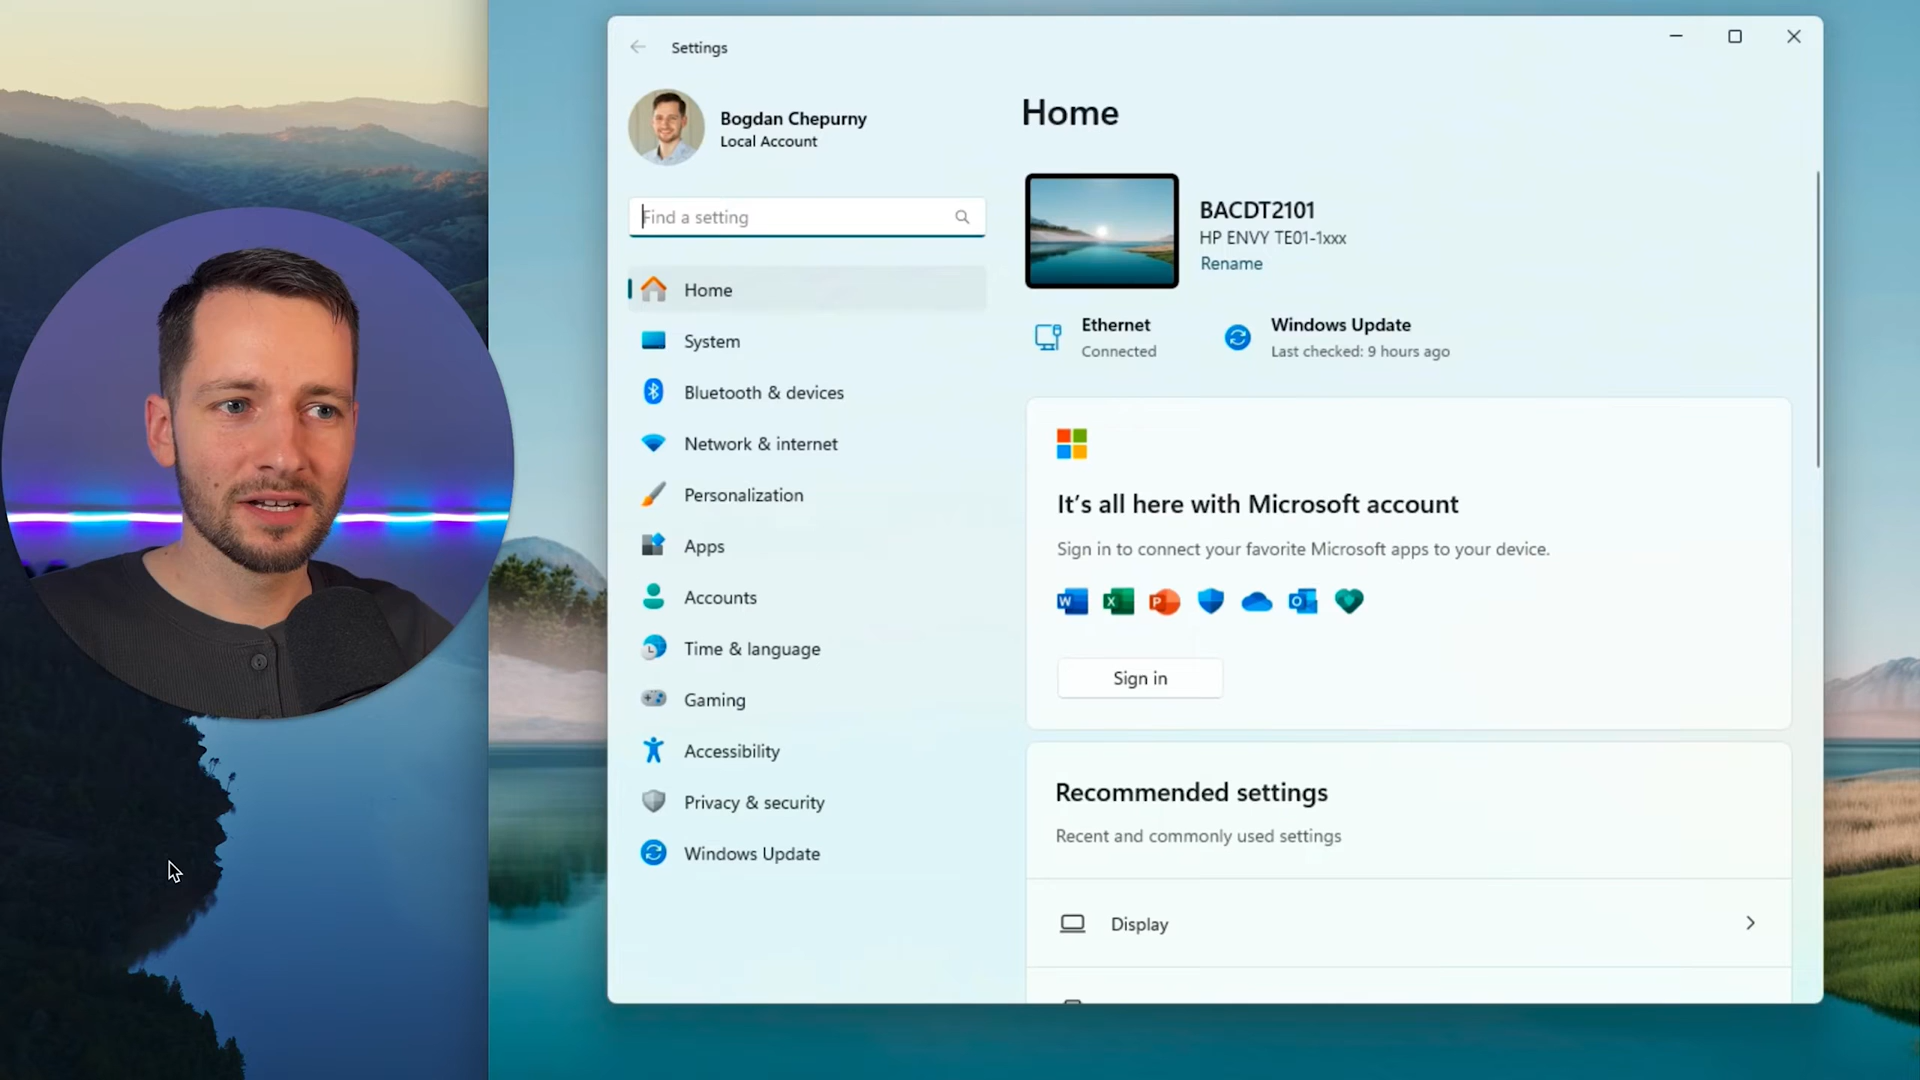 Settings
Bogdan Chepurny
Local Account
Find a setting
Home
System
Bluetooth & devices
Network & internet
Personalization
Apps
Accounts
Time & language
Gaming
Accessibility
Privacy & security
Windows Update
Home
BACDT2101
HP ENVY TE01-1xxx
Rename
Ethernet
Connected
Windows Update
Last checked: 9 hours ago
It's all here with Microsoft account
Sign in to connect your favorite Microsoft apps to your device.
W X P O
Sign in
Recommended settings
Recent and commonly used settings
Display